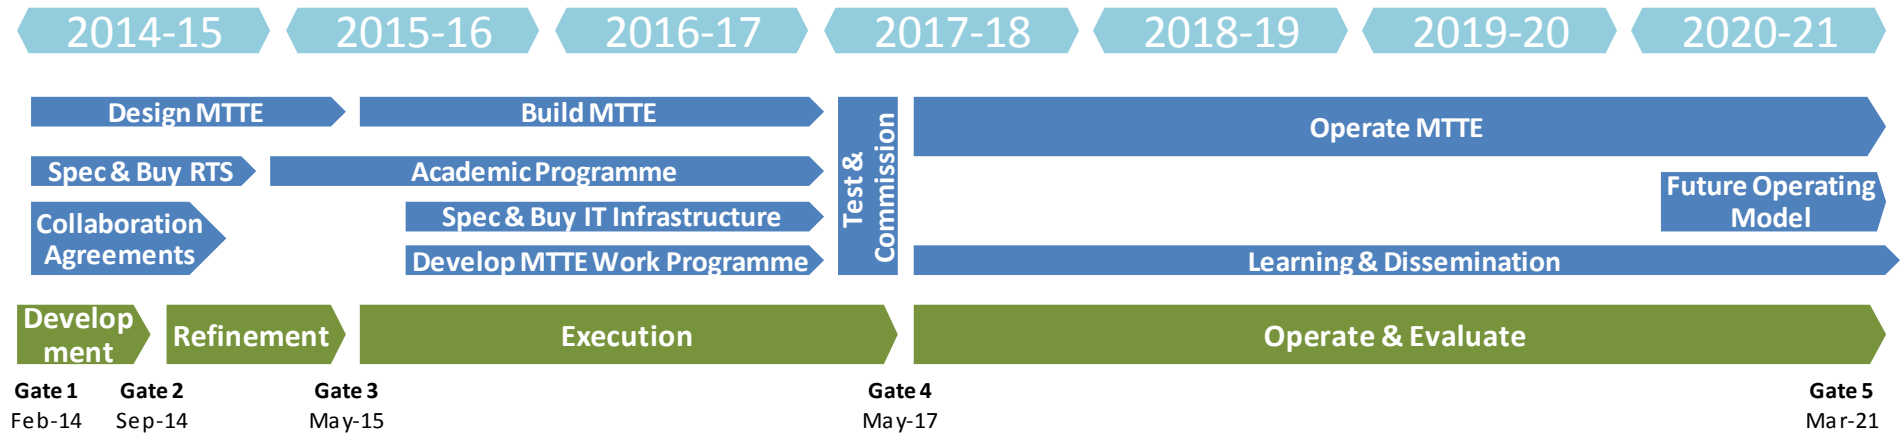 2014-15
2015-16
2016-17
2017-18
2018-19
2019-20
2020-21
Design MTTE
Build MTTE
Test &
Commission
Operate MTTE
Spec & Buy RTS
Academic Programme
Collaboration
Agreements
Spec & Buy IT Infrastructure
Future Operating
Model
Develop MTTE Work Programme
Learning & Dissemination
Develop
ment
Refinement
Execution
Operate & Evaluate
Gate 1
Feb-14
Gate 2
Sep-14
Gate 3
May-15
Gate 4
May-17
Gate 5
Mar-21